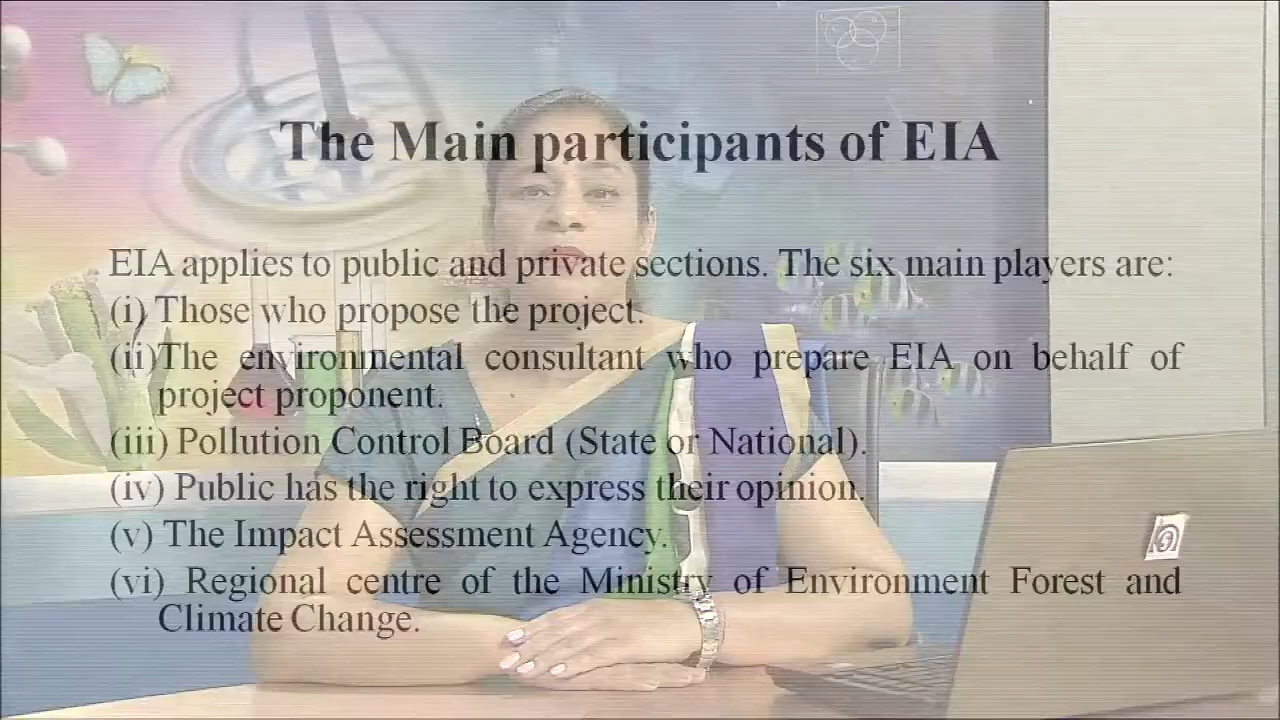 The Main participants of EIA
EIA applies to public and private sections. The six main players are:
(i) Those who propose the project.
(ii)The environmental consultant who prepare EIA on behalf of
project proponent.
(iii) Pollution Control Board (State or National).
(iv) Public has the right to express their opinion.
(v) The Impact Assessment Agency.
(vi) Regional centre of the Ministry of Environment Forest and
Climate Change.